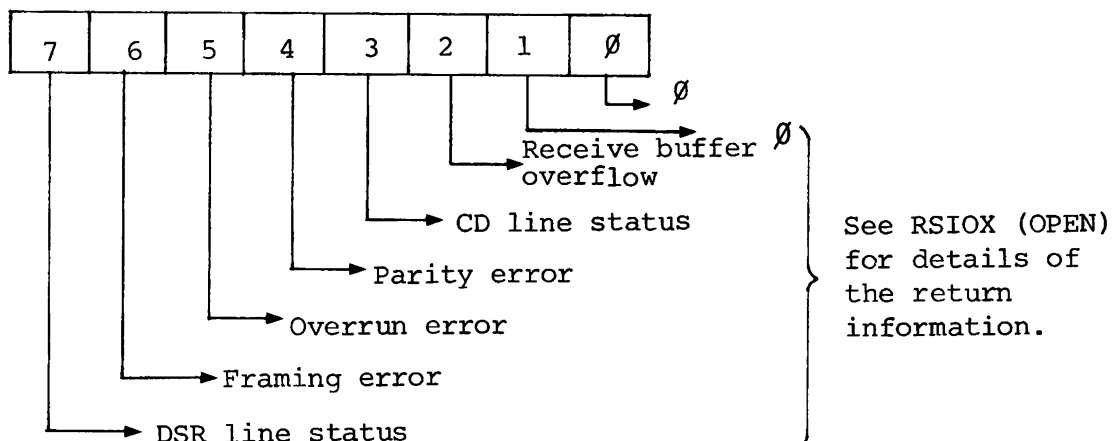 7 6 5 4 3 2 1 Ø
Ø
Ø
Receive buffer
overflow
CD line status
Parity error
Overrun error
Framing error
DSR line status
See RSIOX (OPEN)
for details of
the return
information.